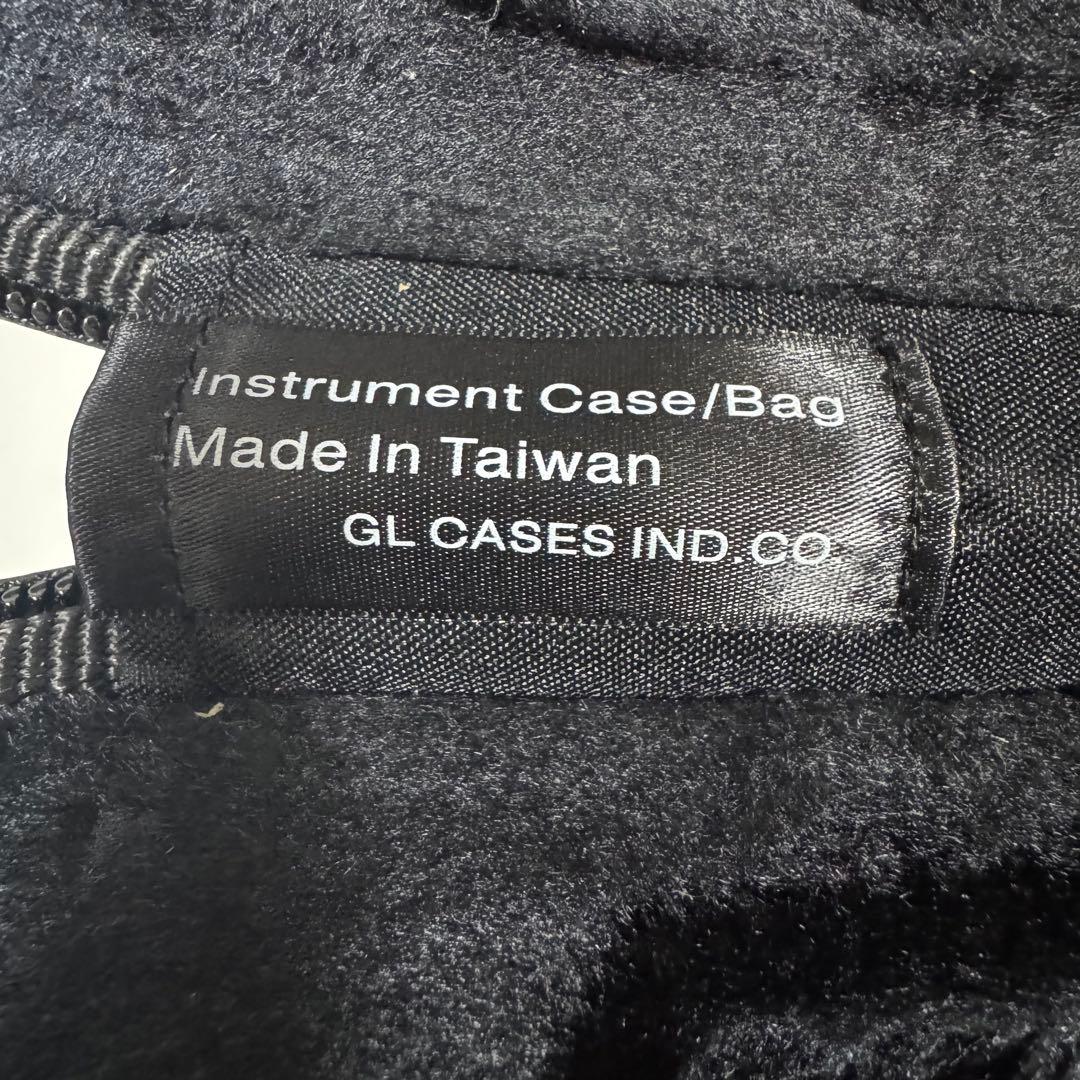 Instrument Case/Bag
Made In Taiwan
GL CASES IND.CO.